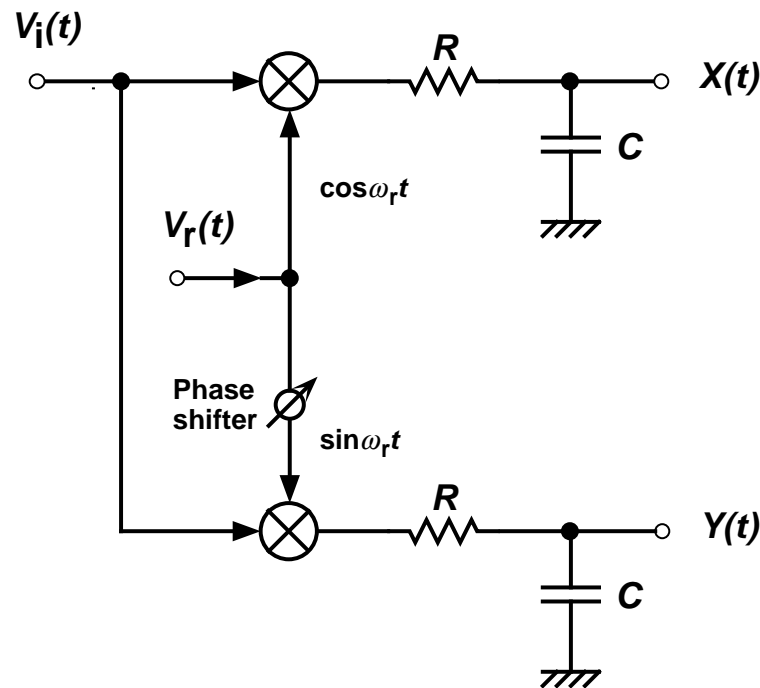 Vi(t)
R
X(t)
C
cosωrt
Vr(t)
Phase
shifter
sinωrt
R
Y(t)
C